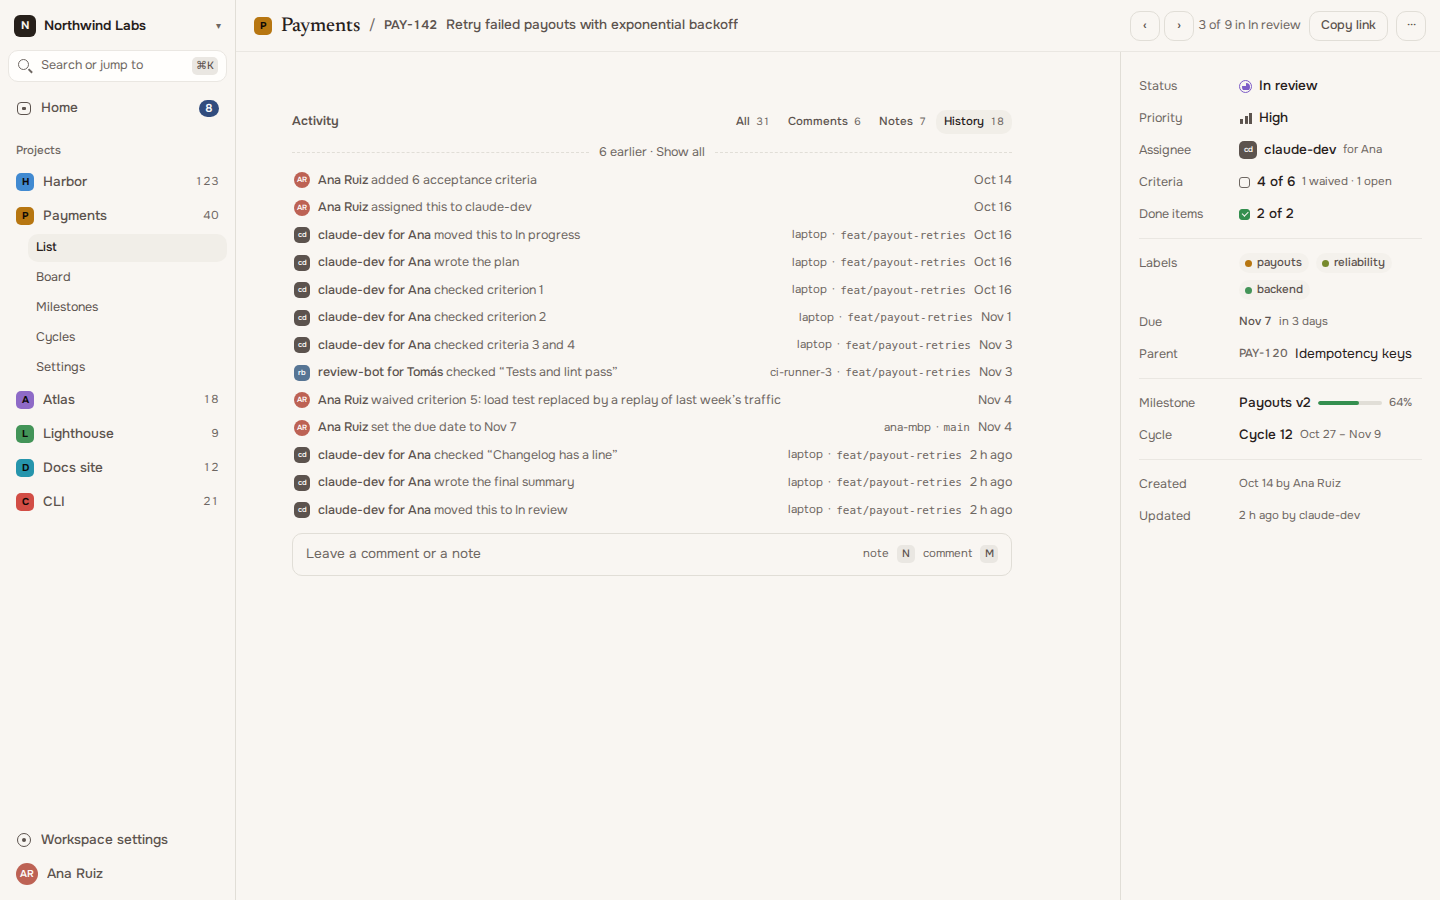 N Northwind Labs ▾
Search or jump to ⌘K
Home 8
Projects
H Harbor 123
P Payments 40
List
Board
Milestones
Cycles
Settings
A Atlas 18
L Lighthouse 9
D Docs site 12
C CLI 21
Workspace settings
AR Ana Ruiz
P Payments / PAY-142 Retry failed payouts with exponential backoff
‹ › 3 of 9 in In review Copy link ···
Activity All 31 Comments 6 Notes 7 History 18
6 earlier · Show all
AR Ana Ruiz added 6 acceptance criteria Oct 14
AR Ana Ruiz assigned this to claude-dev Oct 16
cd claude-dev for Ana moved this to In progress laptop · feat/payout-retries Oct 16
cd claude-dev for Ana wrote the plan laptop · feat/payout-retries Oct 16
cd claude-dev for Ana checked criterion 1 laptop · feat/payout-retries Oct 16
cd claude-dev for Ana checked criterion 2 laptop · feat/payout-retries Nov 1
cd claude-dev for Ana checked criteria 3 and 4 laptop · feat/payout-retries Nov 3
rb review-bot for Tomás checked “Tests and lint pass” ci-runner-3 · feat/payout-retries Nov 3
AR Ana Ruiz waived criterion 5: load test replaced by a replay of last week’s traffic Nov 4
AR Ana Ruiz set the due date to Nov 7 ana-mbp · main Nov 4
cd claude-dev for Ana checked “Changelog has a line” laptop · feat/payout-retries 2 h ago
cd claude-dev for Ana wrote the final summary laptop · feat/payout-retries 2 h ago
cd claude-dev for Ana moved this to In review laptop · feat/payout-retries 2 h ago
Leave a comment or a note note N comment M
Status In review
Priority High
Assignee cd claude-dev for Ana
Criteria 4 of 6 1 waived · 1 open
Done items 2 of 2
Labels payouts reliability
backend
Due Nov 7 in 3 days
Parent PAY-120 Idempotency keys
Milestone Payouts v2 64%
Cycle Cycle 12 Oct 27 – Nov 9
Created Oct 14 by Ana Ruiz
Updated 2 h ago by claude-dev